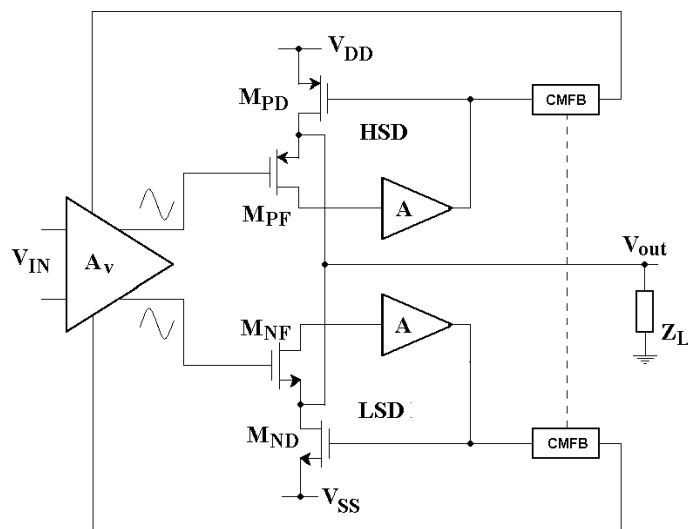 V_DD
M_PD
CMFB
HSD
M_PF
A
V_IN
A_v
V_out
M_NF
A
Z_L
LSD
M_ND
CMFB
V_SS